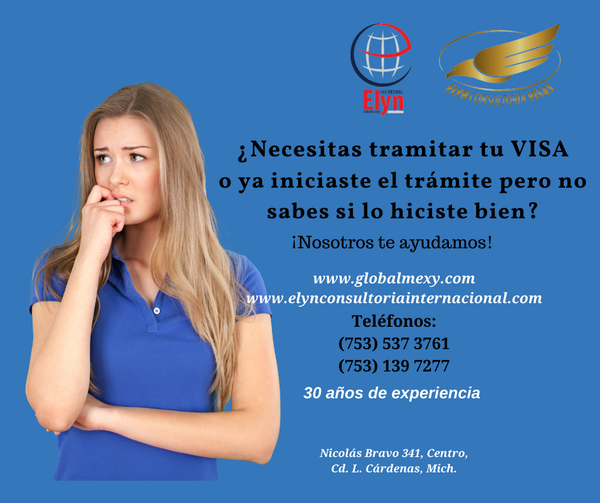 Elyn
¿Necesitas tramitar tu VISA
o ya iniciaste el trámite pero no
sabes si lo hiciste bien?
¡Nosotros te ayudamos!
www.globalmexy.com
www.elynconsultoriainternacional.com
Teléfonos:
(753) 537 3761
(753) 139 7277
30 años de experiencia
Nicolás Bravo 341, Centro,
Cd. L. Cárdenas, Mich.